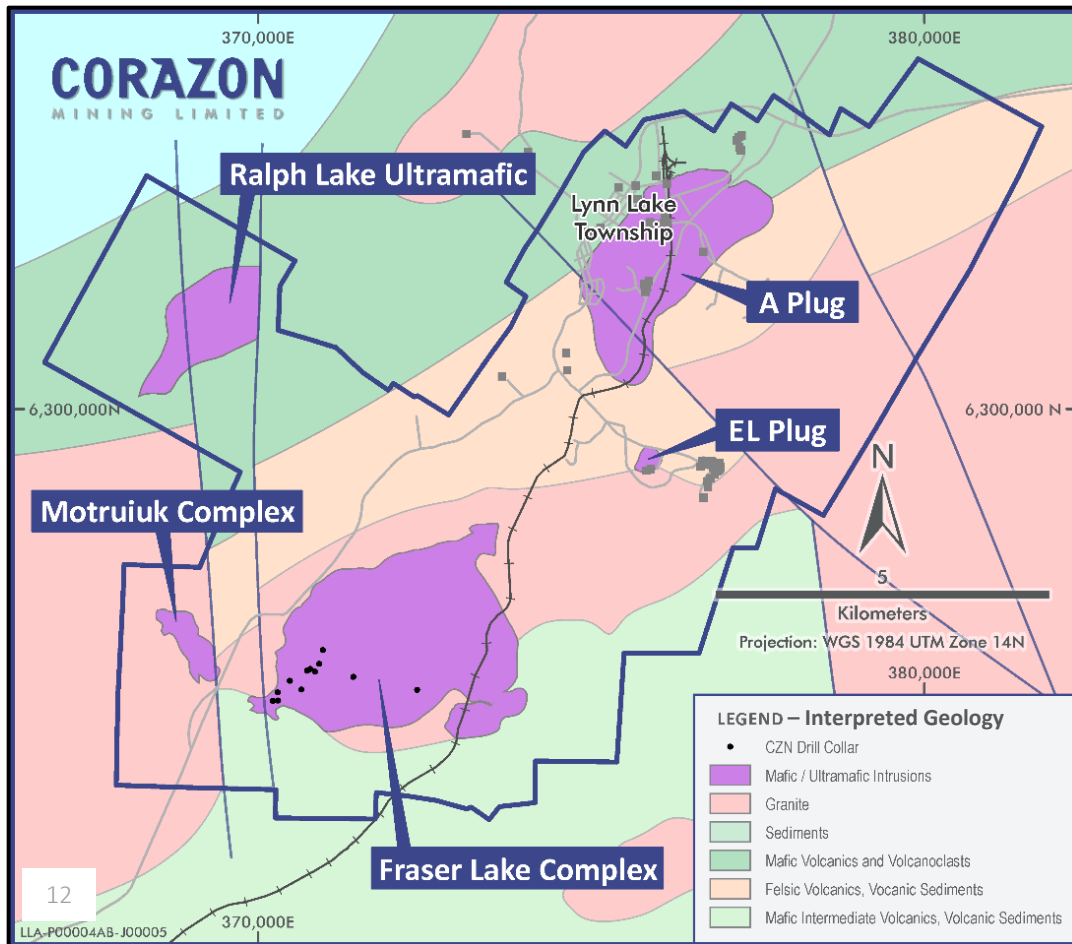 370,000E
380,000E
CORAZON
MINING LIMITED
Ralph Lake Ultramafic
Lynn Lake
Township
A Plug
6,300,000N
6,300,000 N
EL Plug
N
Motruiuk Complex
5
Kilometers
Projection: WGS 1984 UTM Zone 14N
380,000E
LEGEND – Interpreted Geology
CZN Drill Collar
Mafic / Ultramafic Intrusions
Granite
Sediments
Mafic Volcanics and Volcanoclasts
Felsic Volcanics, Vocanic Sediments
Mafic Intermediate Volcanics, Volcanic Sediments
Fraser Lake Complex
12
370,000E
LLA-P00004AB-J00005